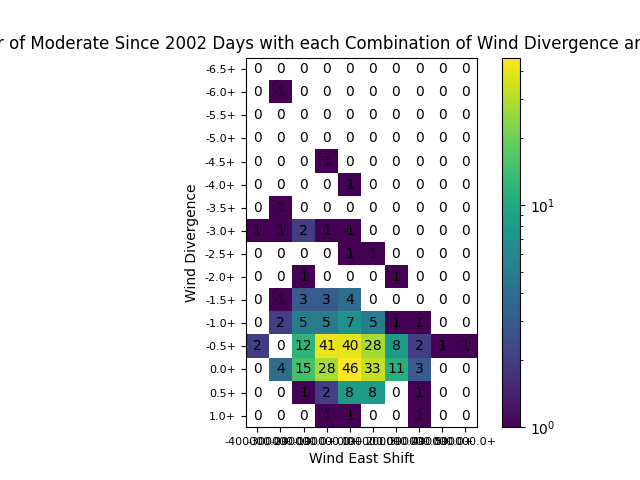 r of Moderate Since 2002 Days with each Combination of Wind Divergence ar
-6.5+ 0 0 0 0 0 0 0 0 0 0
-6.0+ 0 1 0 0 0 0 0 0 0 0
-5.5+ 0 0 0 0 0 0 0 0 0 0
-5.0+ 0 0 0 0 0 0 0 0 0 0
-4.5+ 0 0 0 1 0 0 0 0 0 0
-4.0+ 0 0 0 0 1 0 0 0 0 0
-3.5+ 0 1 0 0 0 0 0 0 0 0
-3.0+ 1 1 2 1 1 0 0 0 0 0
-2.5+ 0 0 0 0 1 1 0 0 0 0
-2.0+ 0 0 1 0 0 0 1 0 0 0
-1.5+ 0 1 3 3 4 0 0 0 0 0
-1.0+ 0 2 5 5 7 5 1 1 0 0
-0.5+ 2 0 12 41 40 28 8 2 1 1
0.0+ 0 4 15 28 46 33 11 3 0 0
0.5+ 0 0 1 2 8 8 0 1 0 0
1.0+ 0 0 0 1 1 0 0 1 0 0
Wind Divergence
Wind East Shift
10¹
10⁰